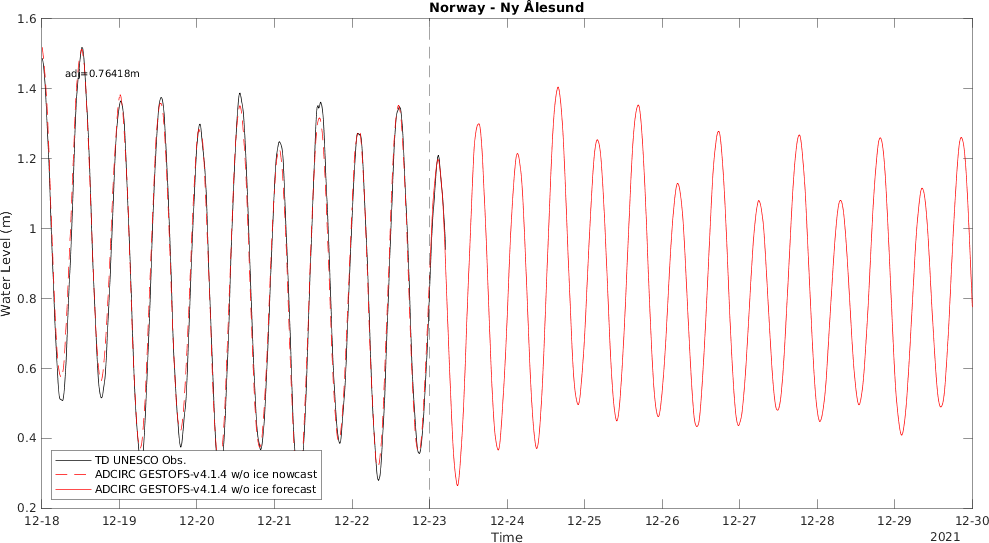 Norway - Ny Ålesund
1.6
1.4
1.2
1
0.8
0.6
0.4
0.2
Water Level (m)
adj=0.76418m
TD UNESCO Obs.
ADCIRC GESTOFS-v4.1.4 w/o ice nowcast
ADCIRC GESTOFS-v4.1.4 w/o ice forecast
12-18 12-19 12-20 12-21 12-22 12-23 12-24 12-25 12-26 12-27 12-28 12-29 12-30
Time
2021